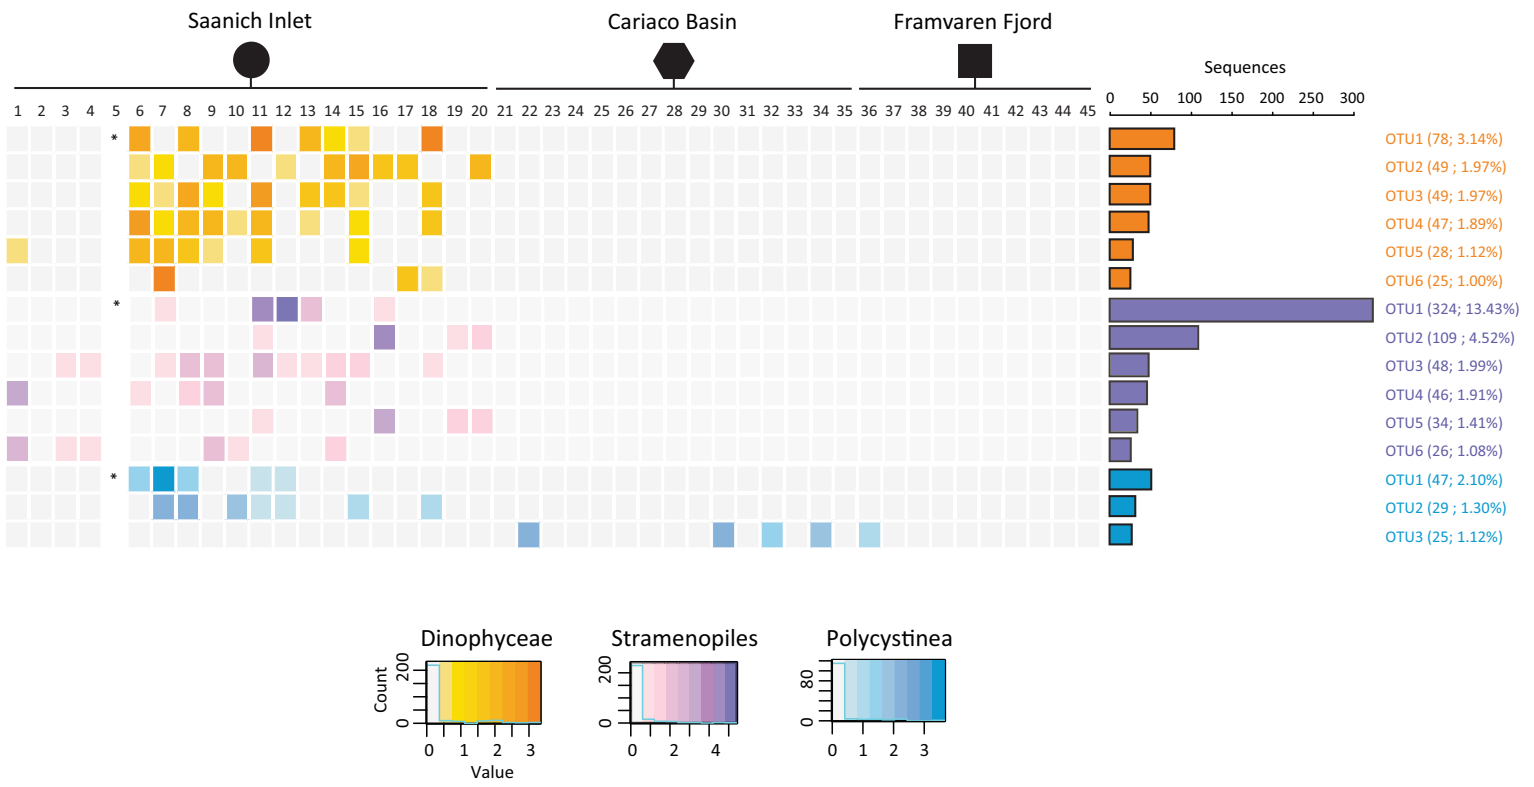 Saanich Inlet Cariaco Basin Framvaren Fjord
Sequences
1 2 3 4 5 6 7 8 9 10 11 12 13 14 15 16 17 18 19 20 21 22 23 24 25 26 27 28 29 30 31 32 33 34 35 36 37 38 39 40 41 42 43 44 45 0 50 100 150 200 250 300
* OTU1 (78; 3.14%)
OTU2 (49 ; 1.97%)
OTU3 (49; 1.97%)
OTU4 (47; 1.89%)
OTU5 (28; 1.12%)
OTU6 (25; 1.00%)
* OTU1 (324; 13.43%)
OTU2 (109 ; 4.52%)
OTU3 (48; 1.99%)
OTU4 (46; 1.91%)
OTU5 (34; 1.41%)
OTU6 (26; 1.08%)
* OTU1 (47; 2.10%)
OTU2 (29 ; 1.30%)
OTU3 (25; 1.12%)
Dinophyceae Stramenopiles Polycystinea
Count
200
0
200
0
80
0
0 1 2 3 0 2 4 0 1 2 3
Value